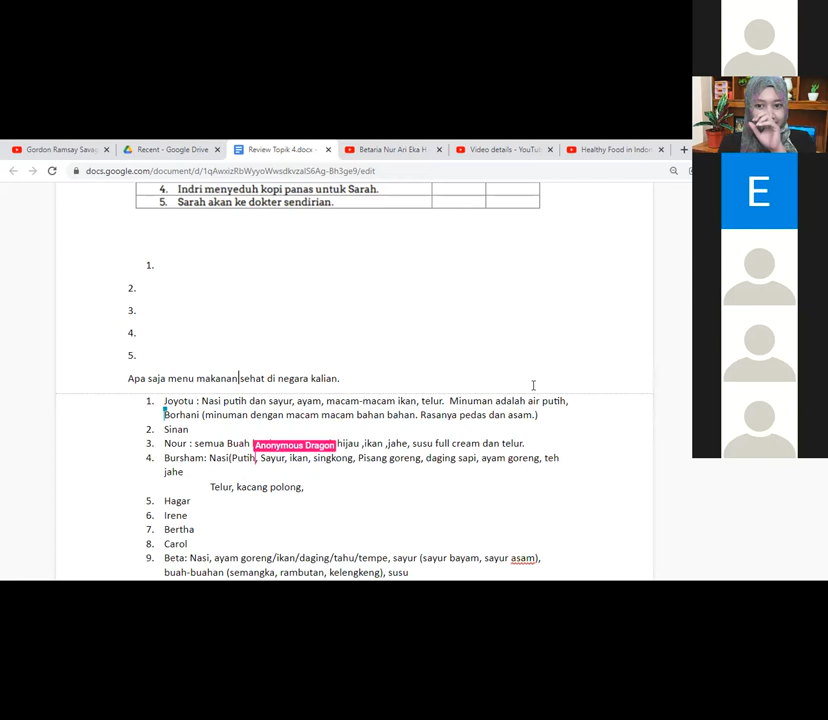 Gordon Ramsay Sava
Recent - Google Drive
Review Topik 4.docx -
Betaria Nur Ari Eka H
Video details - YouTu
Healthy Food in Indo
docs.google.com/document/d/1qAwxizRbWyyoWwsdkvzalS6Ag-Bh3ge9/edit
4. Indri menyeduh kopi panas untuk Sarah.
5. Sarah akan ke dokter sendirian.
1.
2.
3.
4.
5.
Apa saja menu makanan sehat di negara kalian.
1. Joyotu : Nasi putih dan sayur, ayam, macam-macam ikan, telur. Minuman adalah air putih,
Borhani (minuman dengan macam macam bahan bahan. Rasanya pedas dan asam.)
2. Sinan
3. Nour : semua Buah Anonymous Dragon hijau ,ikan ,jahe, susu full cream dan telur.
4. Bursham: Nasi(Putih, Sayur, ikan, singkong, Pisang goreng, daging sapi, ayam goreng, teh
jahe
Telur, kacang polong,
5. Hagar
6. Irene
7. Bertha
8. Carol
9. Beta: Nasi, ayam goreng/ikan/daging/tahu/tempe, sayur (sayur bayam, sayur asam),
buah-buahan (semangka, rambutan, kelengkeng), susu
E